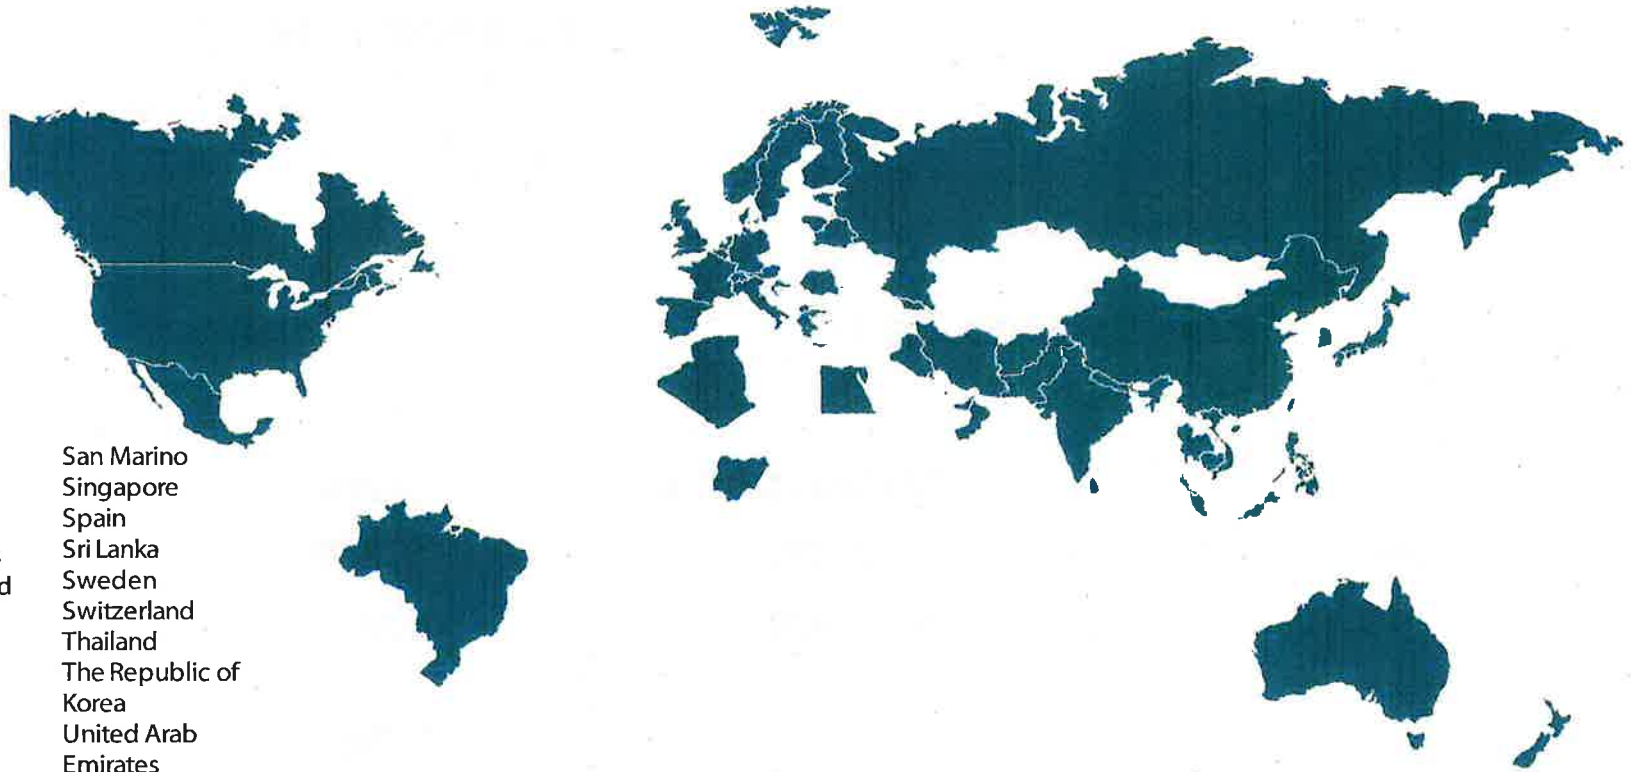 San Marino
Singapore
Spain
Sri Lanka
Sweden
Switzerland
Thailand
The Republic of
Korea
United Arab
Emirates